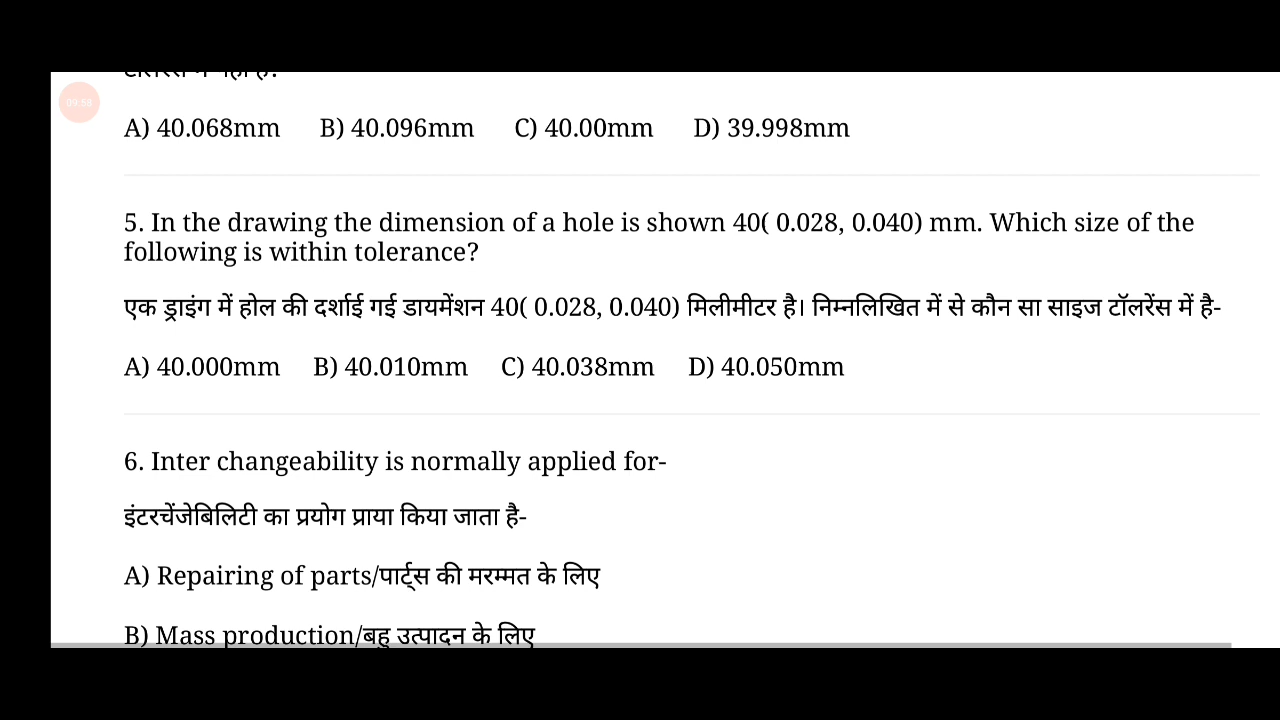 09:58
A) 40.068mm B) 40.096mm C) 40.00mm D) 39.998mm
5. In the drawing the dimension of a hole is shown 40( 0.028, 0.040) mm. Which size of the
following is within tolerance?
एक ड्राइंग में होल की दर्शाई गई डायमेंशन 40( 0.028, 0.040) मिलीमीटर है। निम्नलिखित में से कौन सा साइज टॉलरेंस में है-
A) 40.000mm B) 40.010mm C) 40.038mm D) 40.050mm
6. Inter changeability is normally applied for-
इंटरचेंजेबिलिटी का प्रयोग प्राया किया जाता है-
A) Repairing of parts/पार्ट्स की मरम्मत के लिए
B) Mass production/बहु उत्पादन के लिए